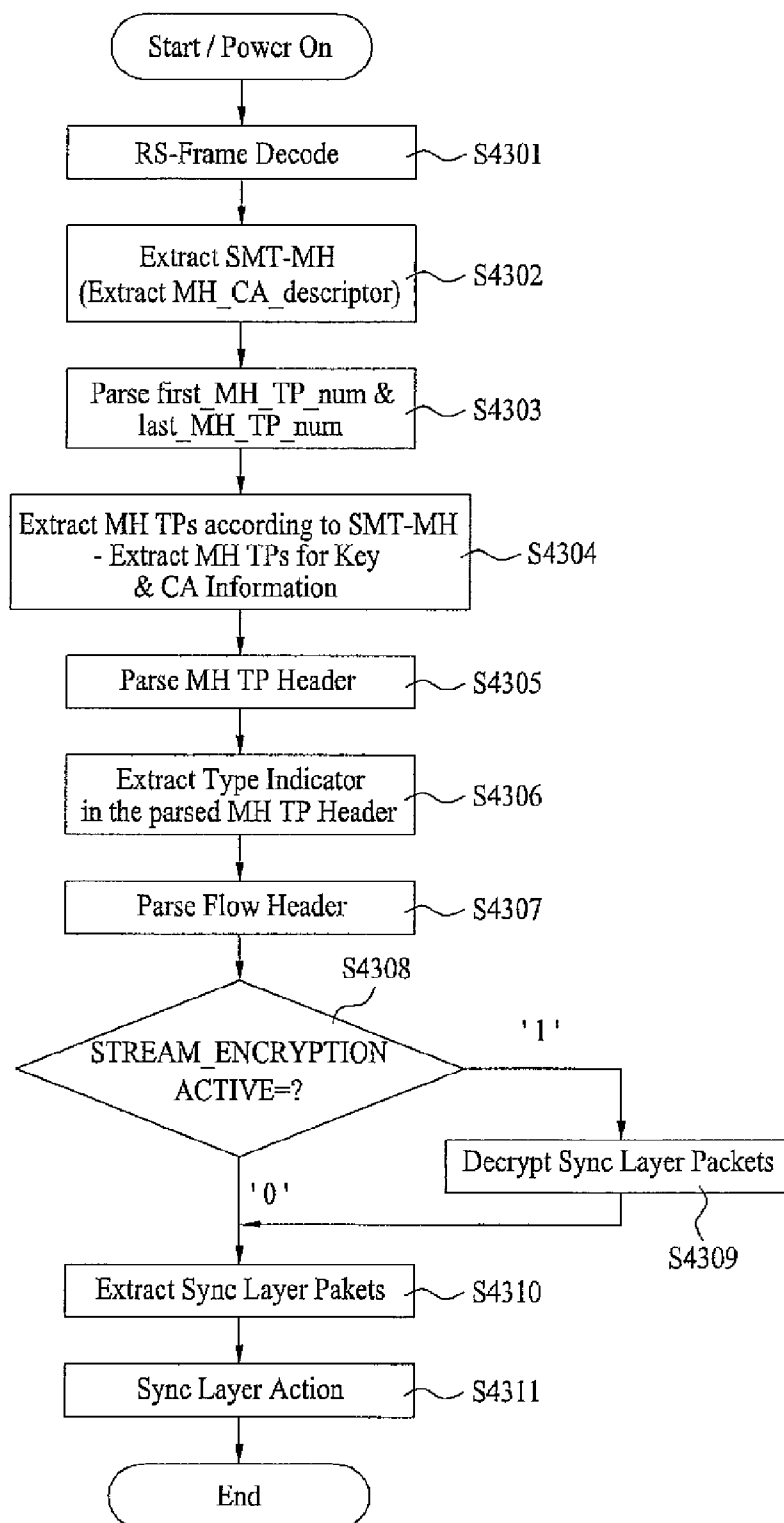 Start / Power On
RS-Frame Decode
S4301
Extract SMT-MH
(Extract MH_CA_descriptor)
S4302
Parse first_MH_TP_num &
last_MH_TP_num
S4303
Extract MH TPs according to SMT-MH
- Extract MH TPs for Key
& CA Information
S4304
Parse MH TP Header
S4305
Extract Type Indicator
in the parsed MH TP Header
S4306
Parse Flow Header
S4307
S4308
STREAM_ENCRYPTION
ACTIVE=?
'1'
Decrypt Sync Layer Packets
S4309
'0'
Extract Sync Layer Pakets
S4310
Sync Layer Action
S4311
End